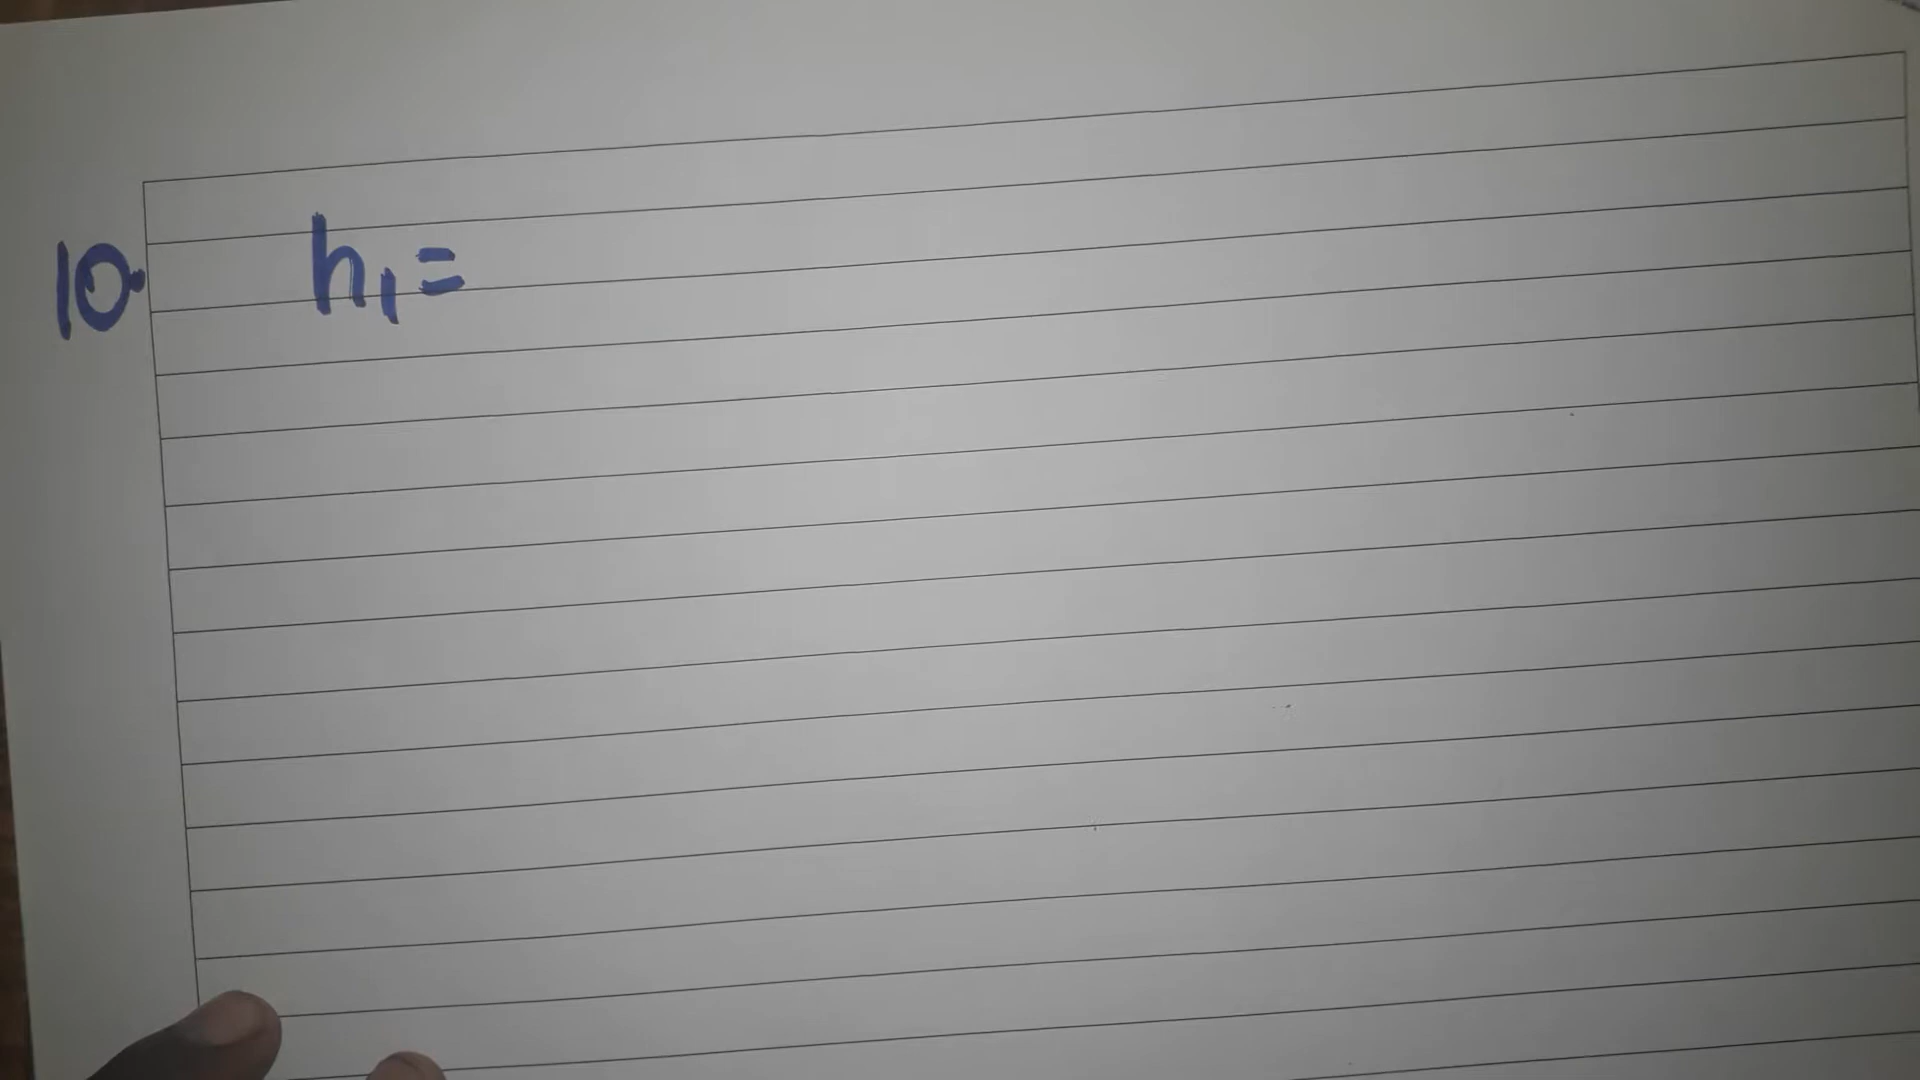 10. h₁ =